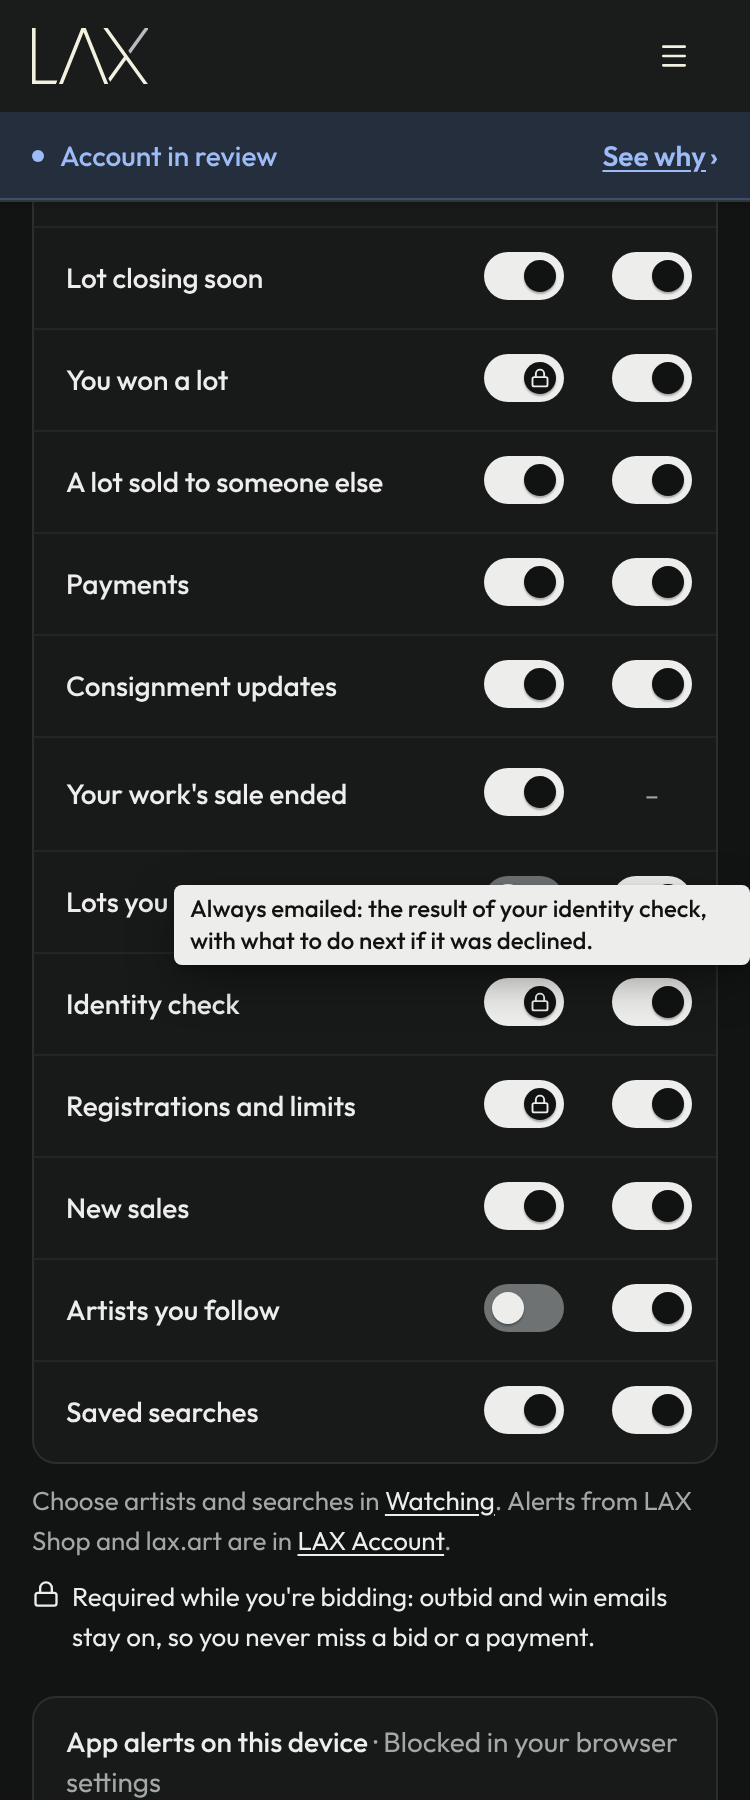 LAX
Account in review
See why ›
Lot closing soon
You won a lot
A lot sold to someone else
Payments
Consignment updates
Your work's sale ended
–
Lots you
Always emailed: the result of your identity check,
with what to do next if it was declined.
Identity check
Registrations and limits
New sales
Artists you follow
Saved searches
Choose artists and searches in Watching. Alerts from LAX
Shop and lax.art are in LAX Account.
Required while you're bidding: outbid and win emails
stay on, so you never miss a bid or a payment.
App alerts on this device · Blocked in your browser
settings